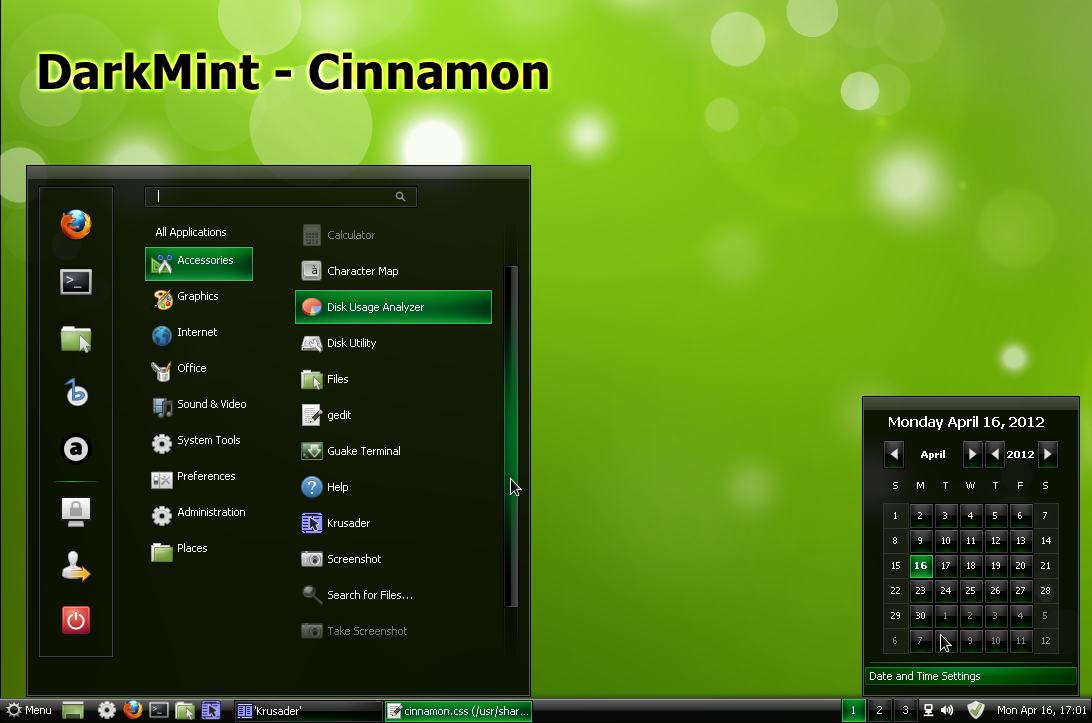 DarkMint - Cinnamon
All Applications
Accessories
Graphics
Internet
Office
Sound & Video
System Tools
Preferences
Administration
Places
Calculator
Character Map
Disk Usage Analyzer
Disk Utility
Files
gedit
Guake Terminal
Help
Krusader
Screenshot
Search for Files...
Take Screenshot
Monday April 16, 2012
April 2012
S M T W T F S
1 2 3 4 5 6 7
8 9 10 11 12 13 14
15 16 17 18 19 20 21
22 23 24 25 26 27 28
29 30 1 2 3 4 5
6 7 9 10 11 12
Date and Time Settings
Menu 'Krusader' cinnamon.css (/usr/shar... 1 2 3 Mon Apr 16, 17:01